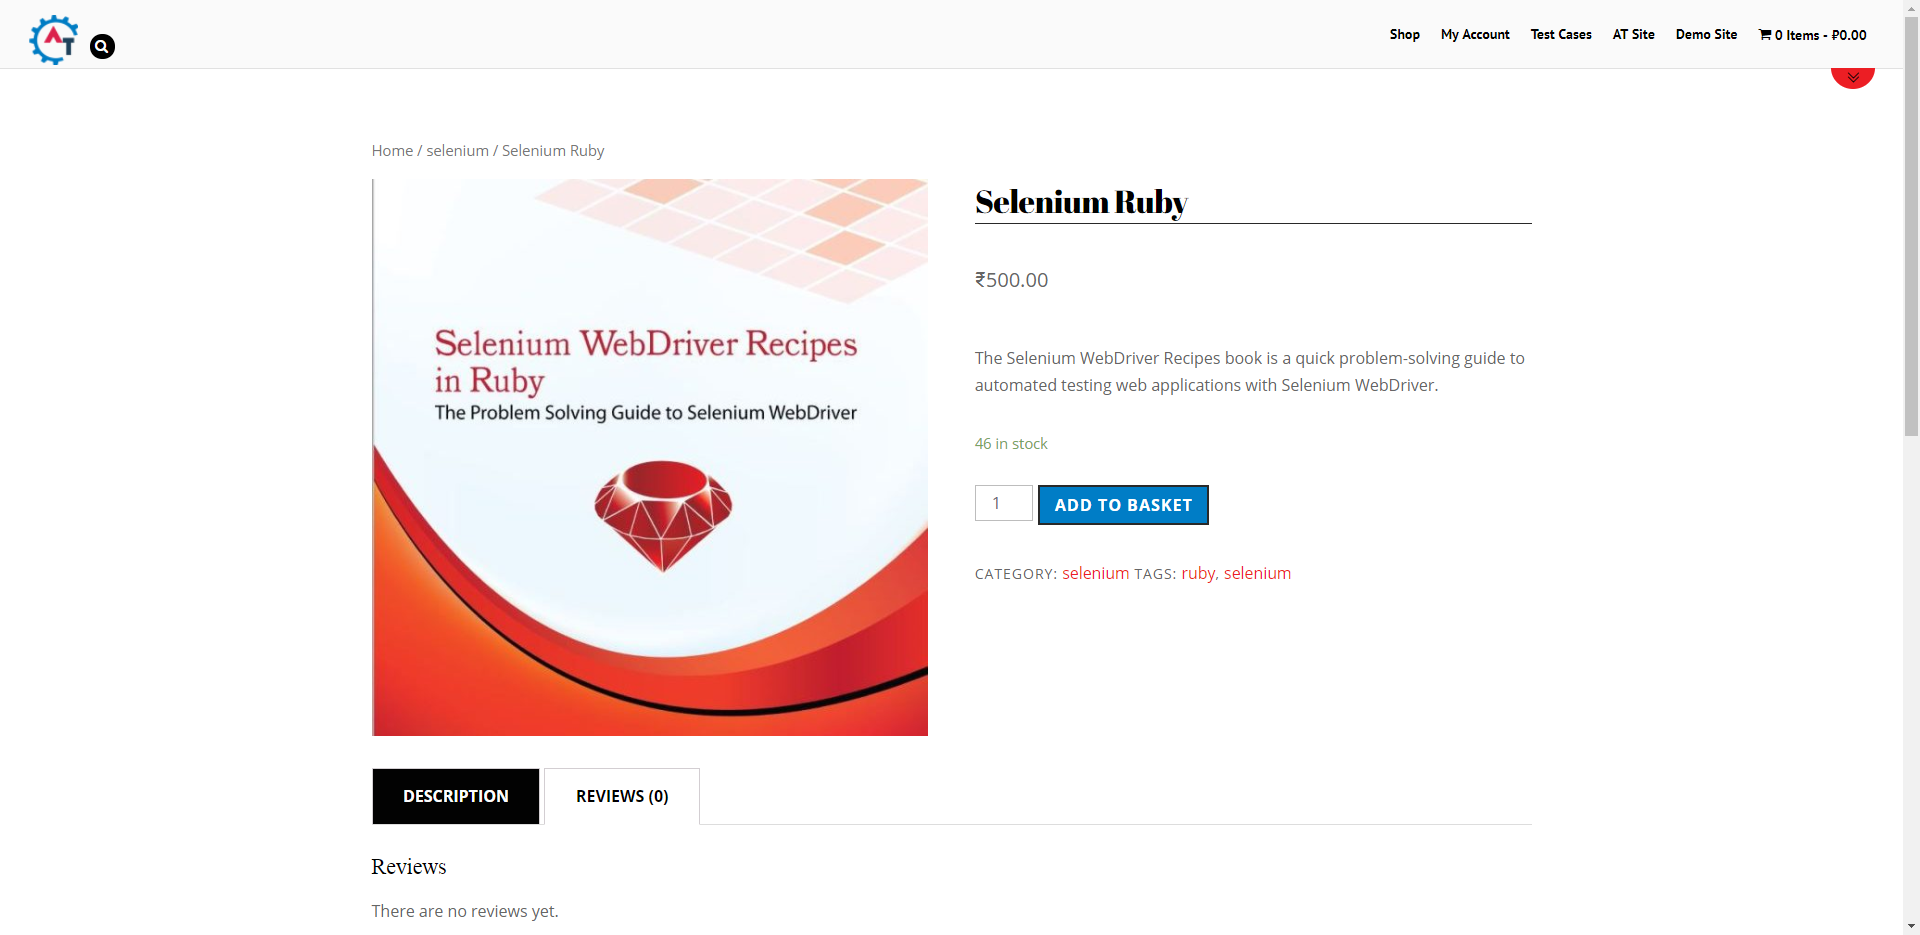 AT
Shop
My Account
Test Cases
AT Site
Demo Site
0 Items - ₽0.00
Home / selenium / Selenium Ruby
Selenium WebDriver Recipes
in Ruby
The Problem Solving Guide to Selenium WebDriver
Selenium Ruby
₹500.00
The Selenium WebDriver Recipes book is a quick problem-solving guide to
automated testing web applications with Selenium WebDriver.
46 in stock
1
ADD TO BASKET
CATEGORY: selenium TAGS: ruby, selenium
DESCRIPTION
REVIEWS (0)
Reviews
There are no reviews yet.